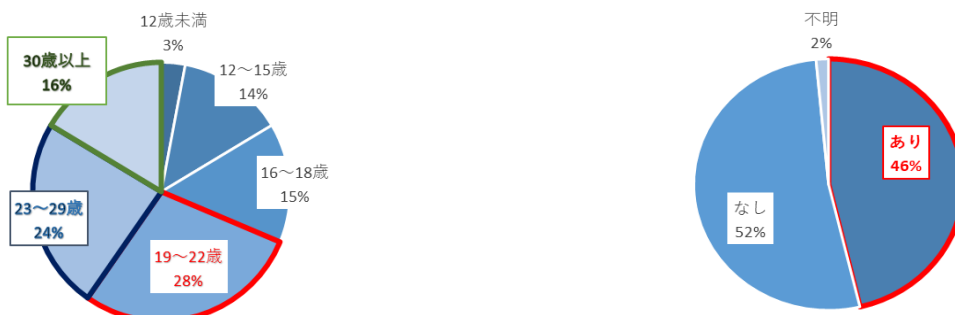 12歳未満
3%
12～15歳
14%
16～18歳
15%
19～22歳
28%
23～29歳
24%
30歳以上
16%
不明
2%
あり
46%
なし
52%